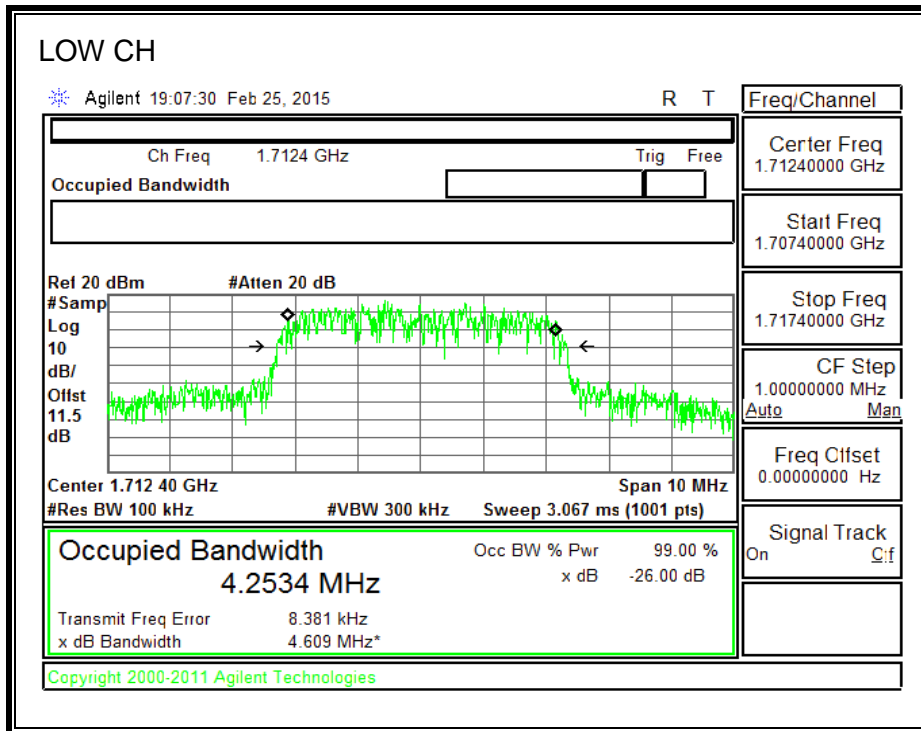 LOW CH
Agilent 19:07:30 Feb 25, 2015 R T
Freq/Channel
Ch Freq 1.7124 GHz Trig Free
Occupied Bandwidth
Center Freq
1.71240000 GHz
Start Freq
1.70740000 GHz
Stop Freq
1.71740000 GHz
CF Step
1.00000000 MHz
Auto Man
Freq Offset
0.00000000 Hz
Signal Track
On Off
Ref 20 dBm #Atten 20 dB
#Samp
Log
10
dB/
Offst
11.5
dB
Center 1.712 40 GHz Span 10 MHz
#Res BW 100 kHz #VBW 300 kHz Sweep 3.067 ms (1001 pts)
Occupied Bandwidth
4.2534 MHz
Occ BW % Pwr 99.00 %
x dB -26.00 dB
Transmit Freq Error 8.381 kHz
x dB Bandwidth 4.609 MHz*
Copyright 2000-2011 Agilent Technologies